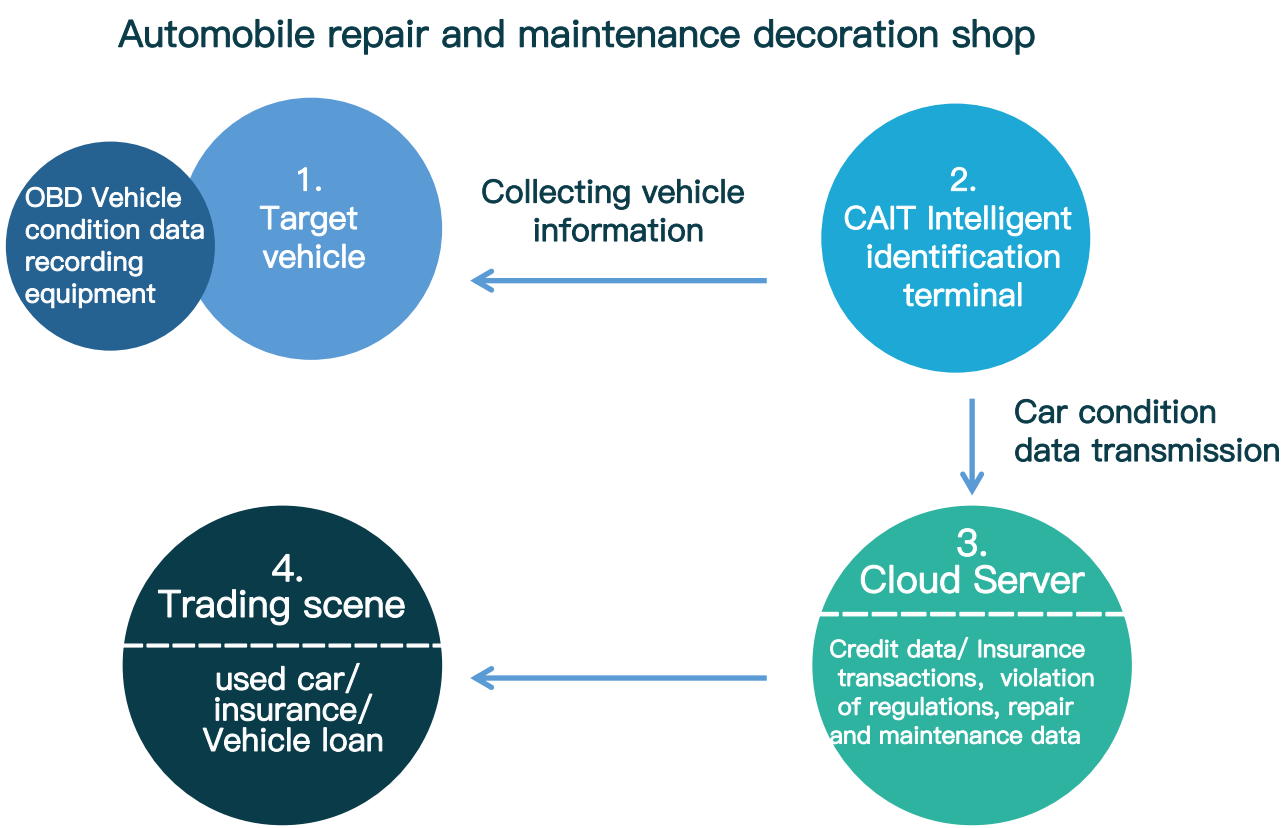 Automobile repair and maintenance decoration shop
OBD Vehicle
condition data
recording
equipment
1.
Target
vehicle
Collecting vehicle
information
2.
CAIT Intelligent
identification
terminal
Car condition
data transmission
3.
Cloud Server
Credit data/ Insurance
transactions, violation
of regulations, repair
and maintenance data
4.
Trading scene
used car/
insurance/
Vehicle loan